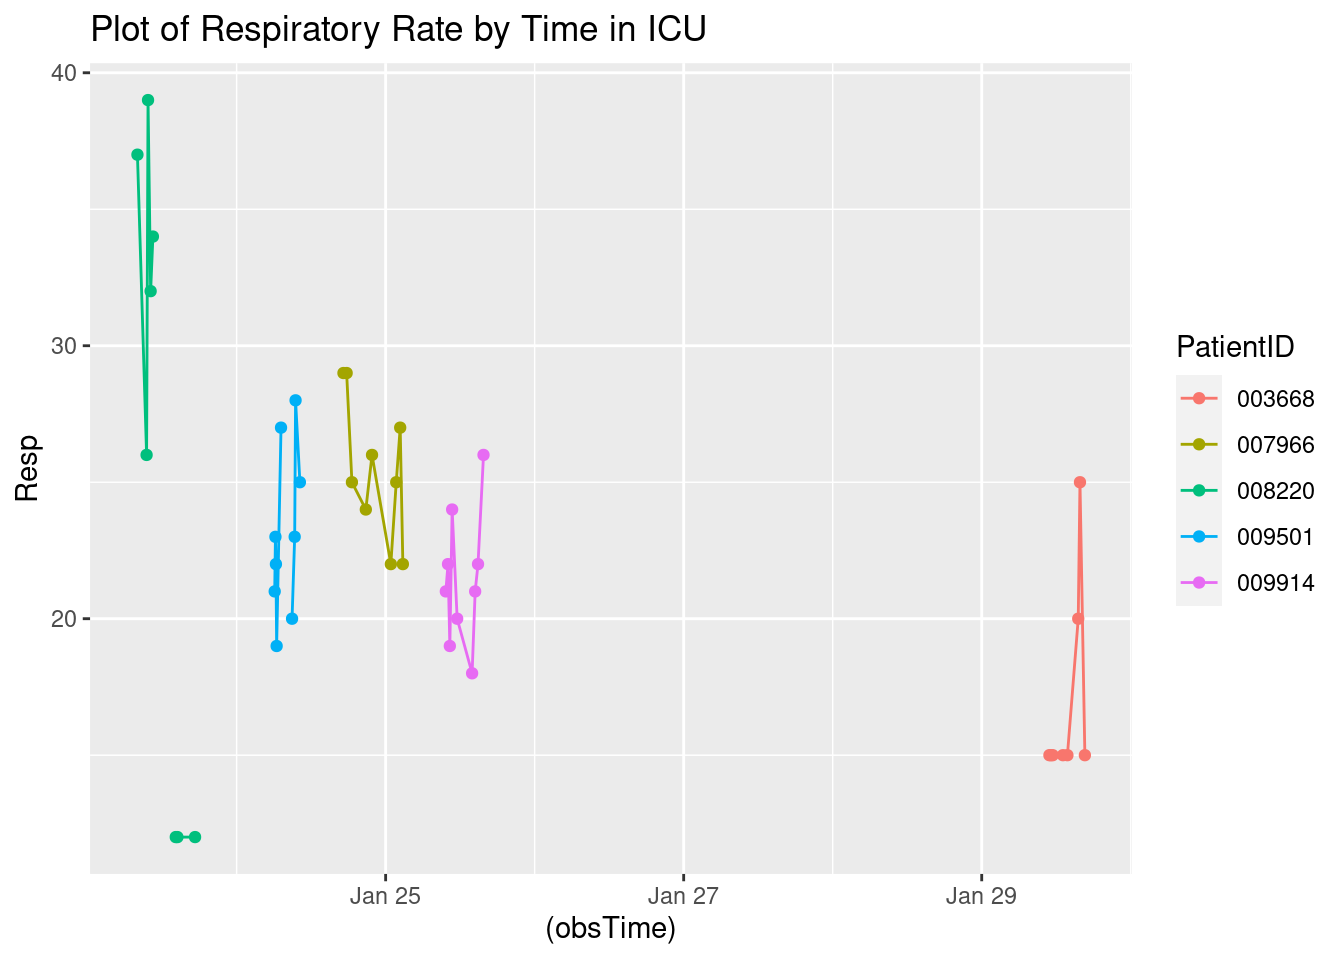 Plot of Respiratory Rate by Time in ICU
40
30
20
Resp
Jan 25
Jan 27
Jan 29
(obsTime)
PatientID
003668
007966
008220
009501
009914